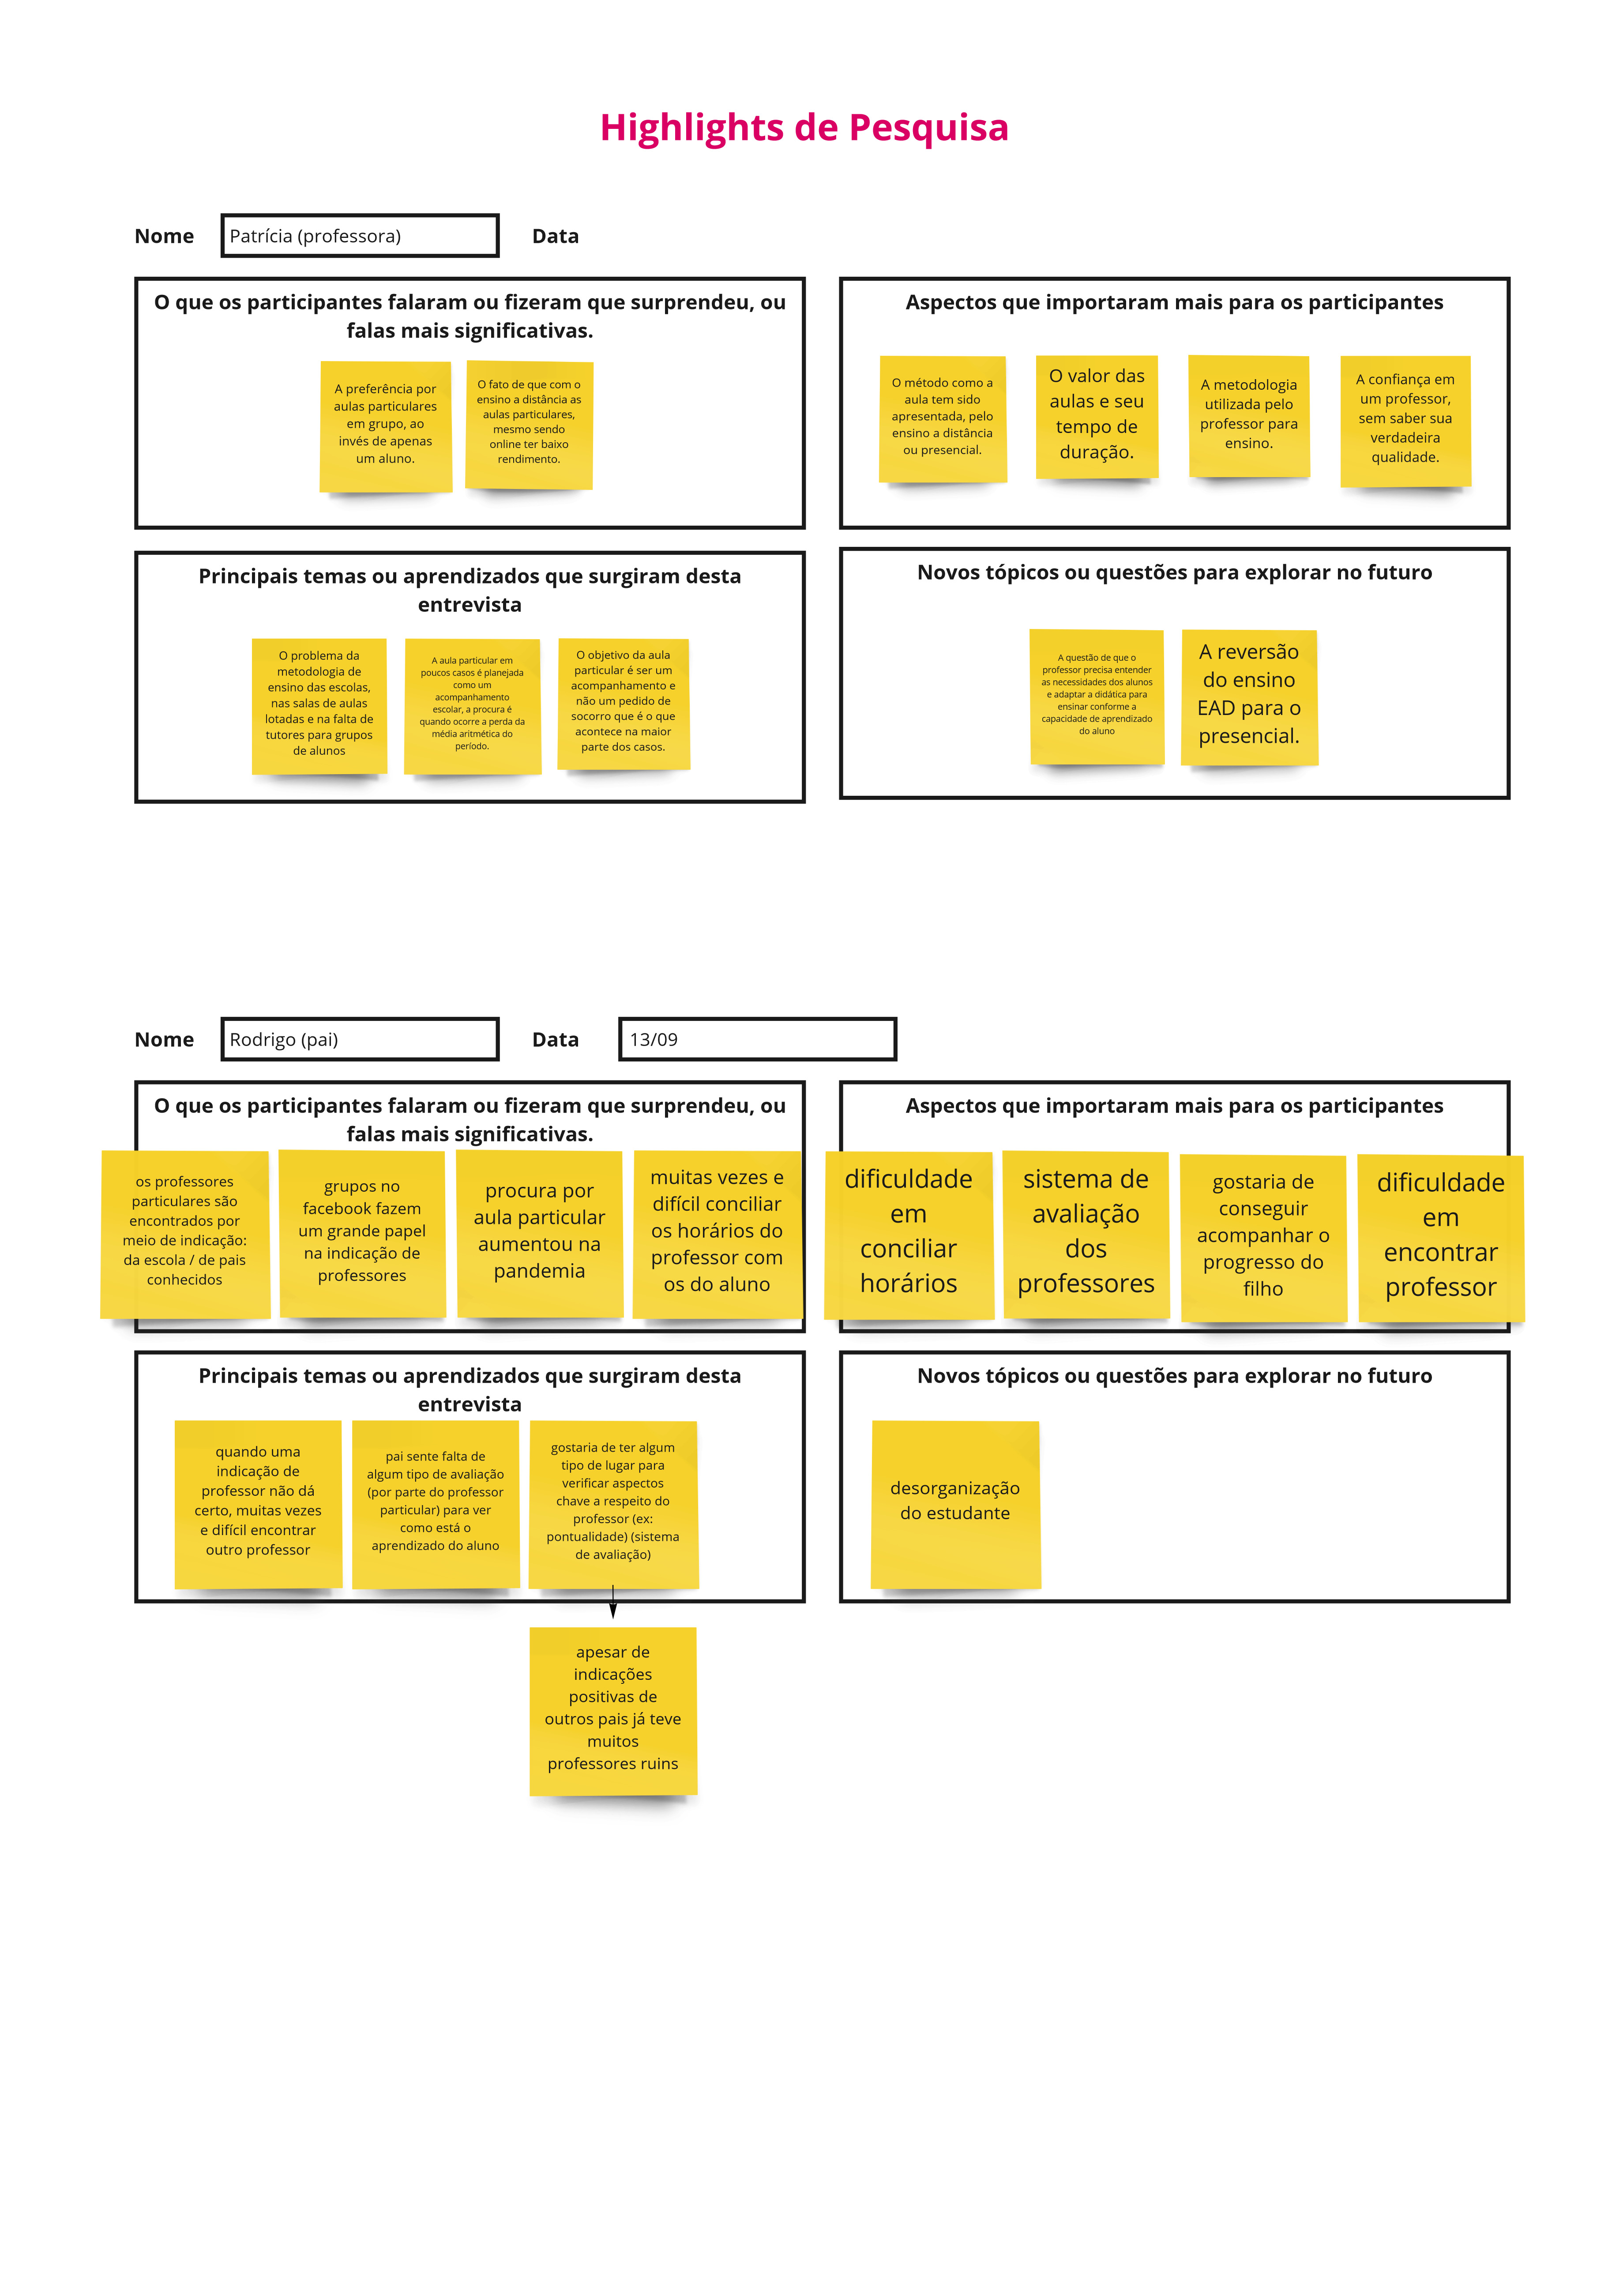 Highlights de Pesquisa
Nome
Patrícia (professora)
Data
O que os participantes falaram ou fizeram que surprendeu, ou
falas mais significativas.
A preferência por
aulas particulares
em grupo, ao
invés de apenas
um aluno.
O fato de que com o
ensino a distância as
aulas particulares,
mesmo sendo
online ter baixo
rendimento.
Aspectos que importaram mais para os participantes
O método como a
aula tem sido
apresentada, pelo
ensino a distância
ou presencial.
O valor das
aulas e seu
tempo de
duração.
A metodologia
utilizada pelo
professor para
ensino.
A confiança em
um professor,
sem saber sua
verdadeira
qualidade.
Principais temas ou aprendizados que surgiram desta
entrevista
O problema da
metodologia de
ensino das escolas,
nas salas de aulas
lotadas e na falta de
tutores para grupos
de alunos
A aula particular em
poucos casos é planejada
como um
acompanhamento
escolar, a procura é
quando ocorre a perda da
média aritmética do
período.
O objetivo da aula
particular é ser um
acompanhamento e
não um pedido de
socorro que é o que
acontece na maior
parte dos casos.
Novos tópicos ou questões para explorar no futuro
A questão de que o
professor precisa entender
as necessidades dos alunos
e adaptar a didática para
ensinar conforme a
capacidade de aprendizado
do aluno
A reversão
do ensino
EAD para o
presencial.
Nome
Rodrigo (pai)
Data
13/09
O que os participantes falaram ou fizeram que surprendeu, ou
falas mais significativas.
os professores
particulares são
encontrados por
meio de indicação:
da escola / de pais
conhecidos
grupos no
facebook fazem
um grande papel
na indicação de
professores
procura por
aula particular
aumentou na
pandemia
muitas vezes e
difícil conciliar
os horários do
professor com
os do aluno
Aspectos que importaram mais para os participantes
dificuldade
em
conciliar
horários
sistema de
avaliação
dos
professores
gostaria de
conseguir
acompanhar o
progresso do
filho
dificuldade
em
encontrar
professor
Principais temas ou aprendizados que surgiram desta
entrevista
quando uma
indicação de
professor não dá
certo, muitas vezes
e difícil encontrar
outro professor
pai sente falta de
algum tipo de avaliação
(por parte do professor
particular) para ver
como está o
aprendizado do aluno
gostaria de ter algum
tipo de lugar para
verificar aspectos
chave a respeito do
professor (ex:
pontualidade) (sistema
de avaliação)
apesar de
indicações
positivas de
outros pais já teve
muitos
professores ruins
Novos tópicos ou questões para explorar no futuro
desorganização
do estudante